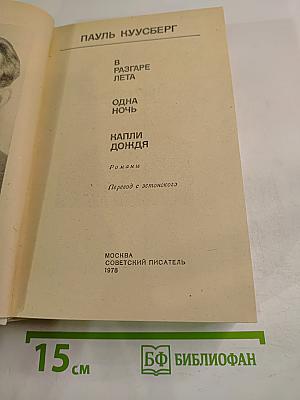 ПАУЛЬ КУУСБЕРГ
В
РАЗГАРЕ
ЛЕТА
ОДНА
НОЧЬ
КАПЛИ
ДОЖДЯ
Романы
Перевод с эстонского
МОСКВА
СОВЕТСКИЙ ПИСАТЕЛЬ
1978
15 см
БФ БИБЛИОФАН